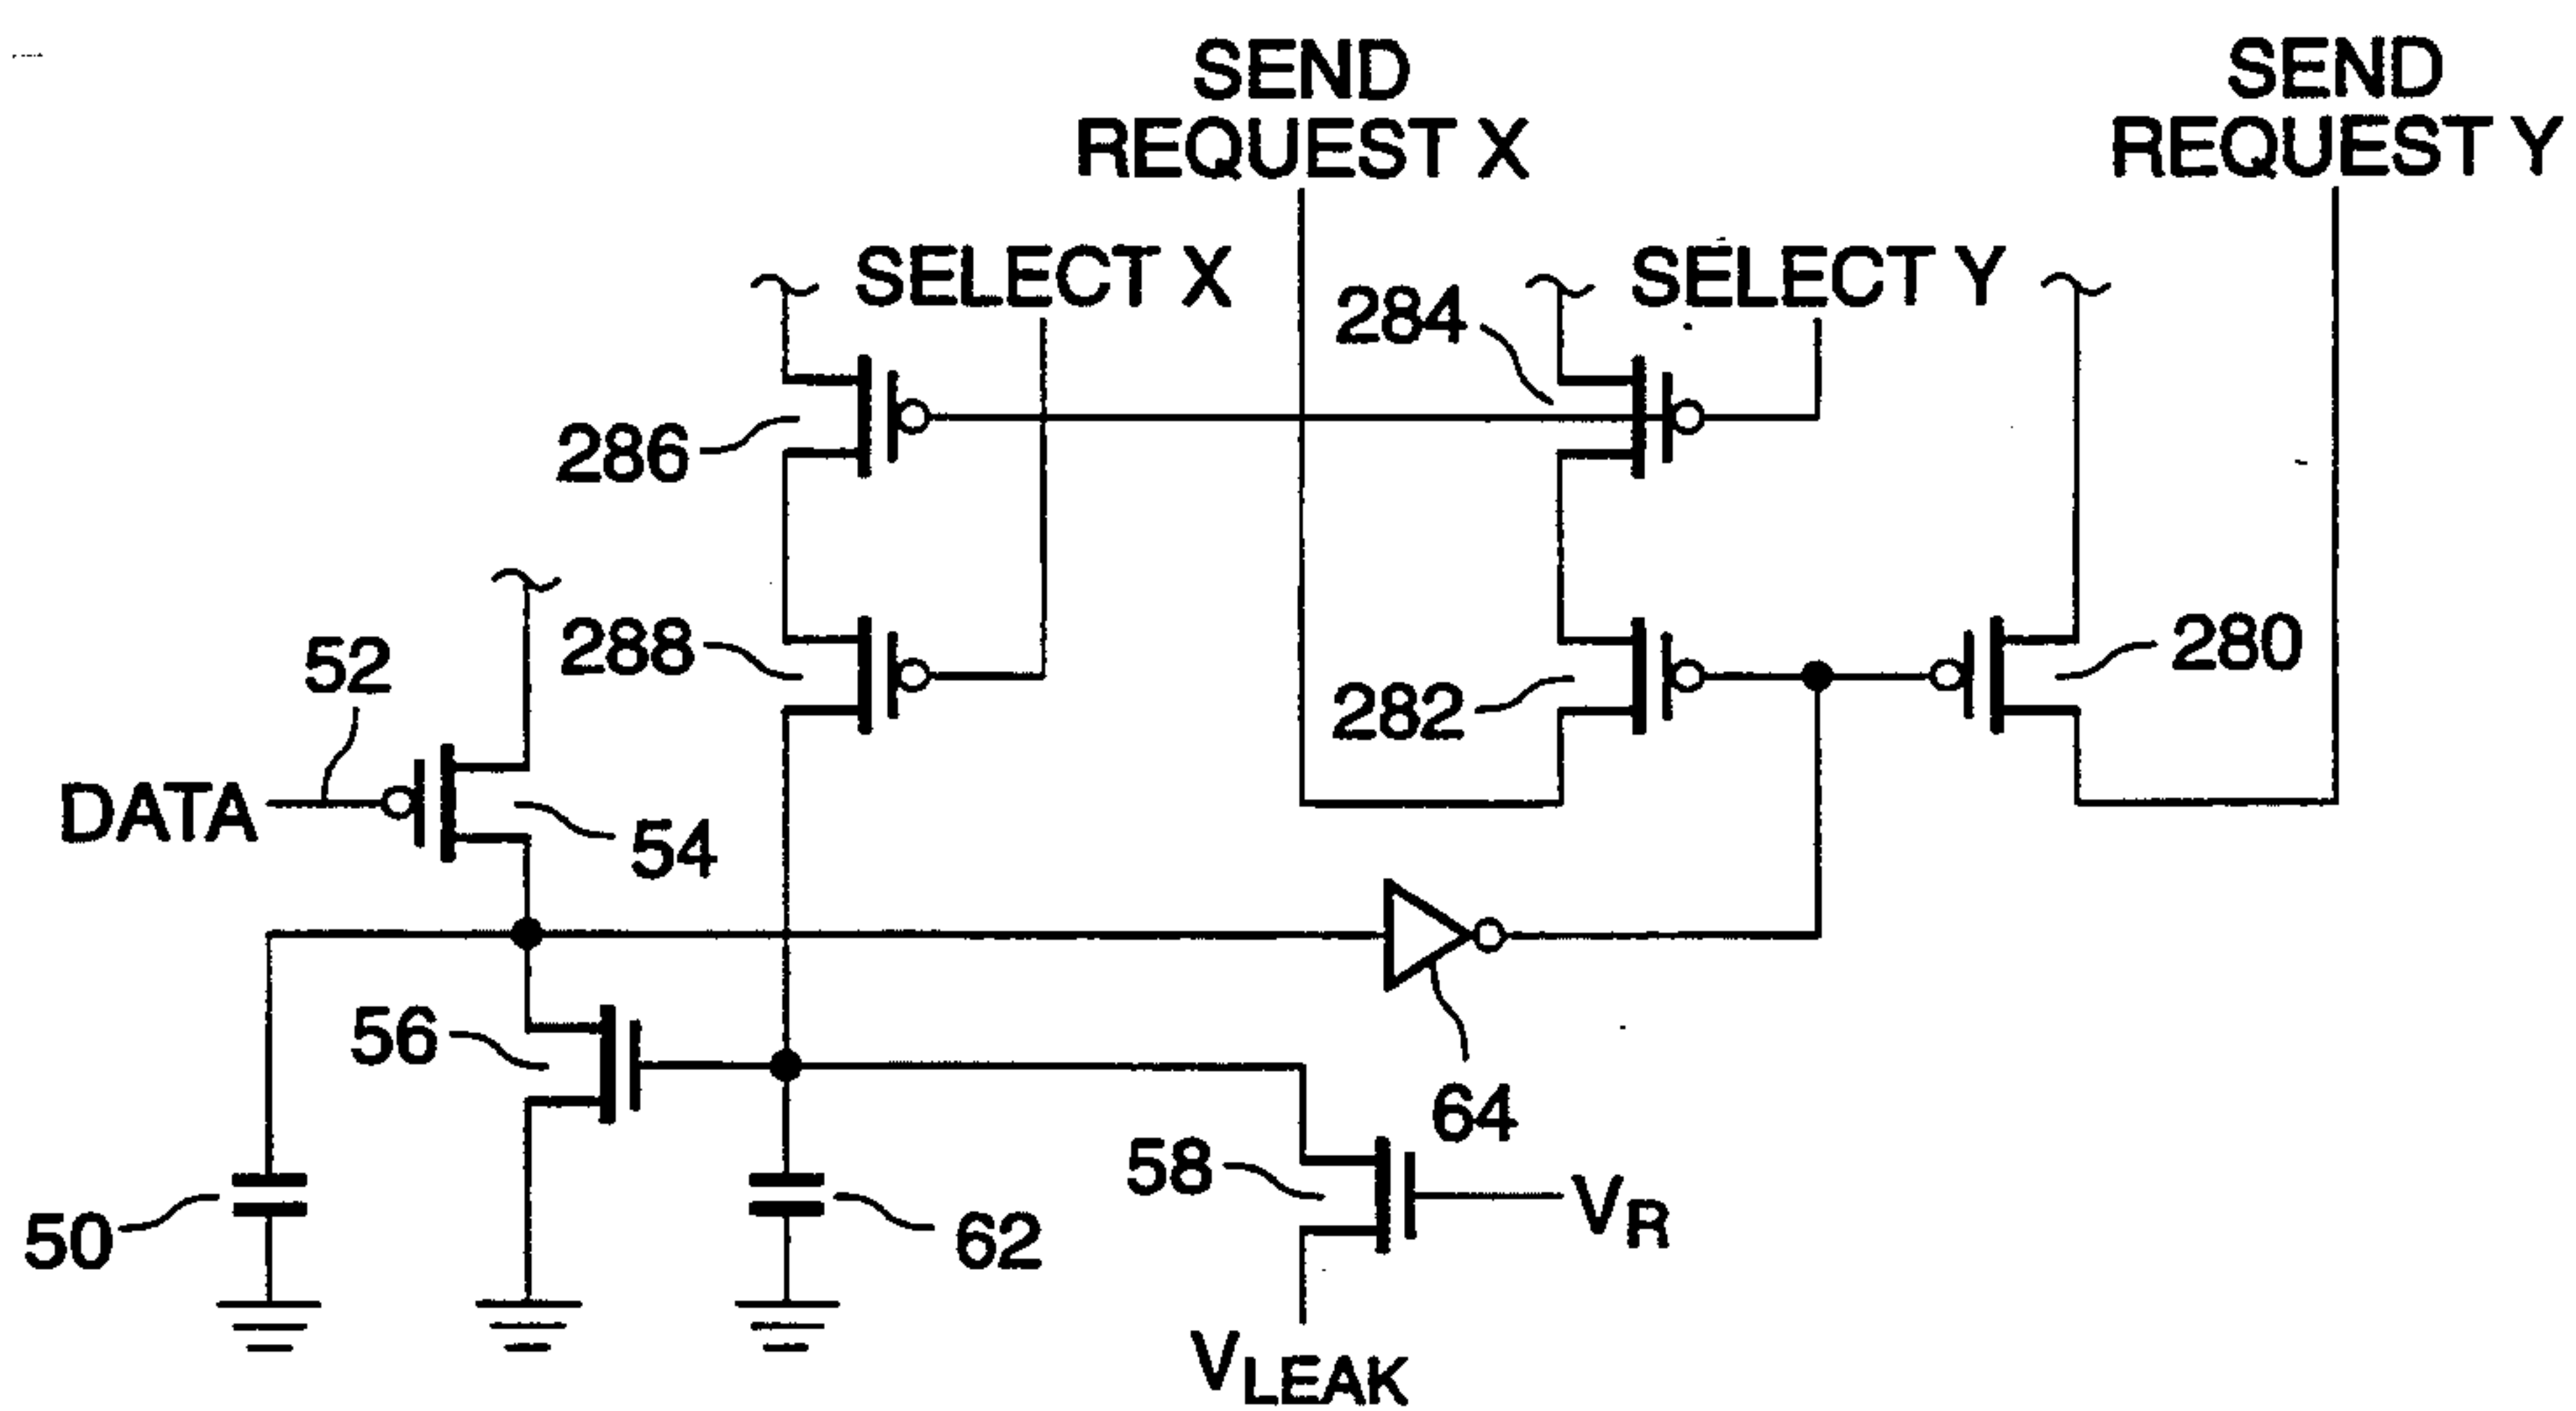 SEND
REQUEST X
SEND
REQUEST Y
SELECT X
284
SELECT Y
286
288
52
282
280
DATA
54
56
64
58
50
62
VR
VLEAK